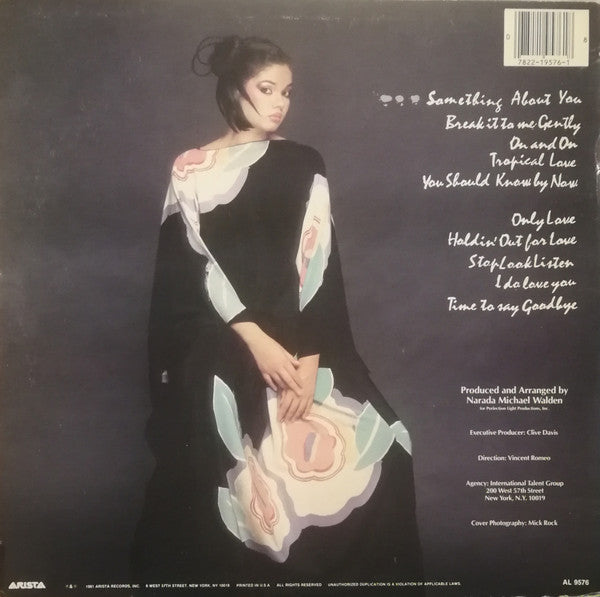 0
8
7822-19576-1
Something About You
Break it to me Gently
On and On
Tropical Love
You Should Know by Now
Only Love
Holdin' Out for Love
Stop Look Listen
I do love you
Time to say Goodbye
Produced and Arranged by
Narada Michael Walden
for Perfection Light Productions, Inc.
Executive Producer: Clive Davis
Direction: Vincent Romeo
Agency: International Talent Group
200 West 57th Street
New York, N.Y. 10019
Cover Photography: Mick Rock
ARISTA ℗ & © 1981 ARISTA RECORDS, INC. 6 WEST 57TH STREET, NEW YORK, NY 10019 PRINTED IN U.S.A. ALL RIGHTS RESERVED UNAUTHORIZED DUPLICATION IS A VIOLATION OF APPLICABLE LAWS. AL 9576